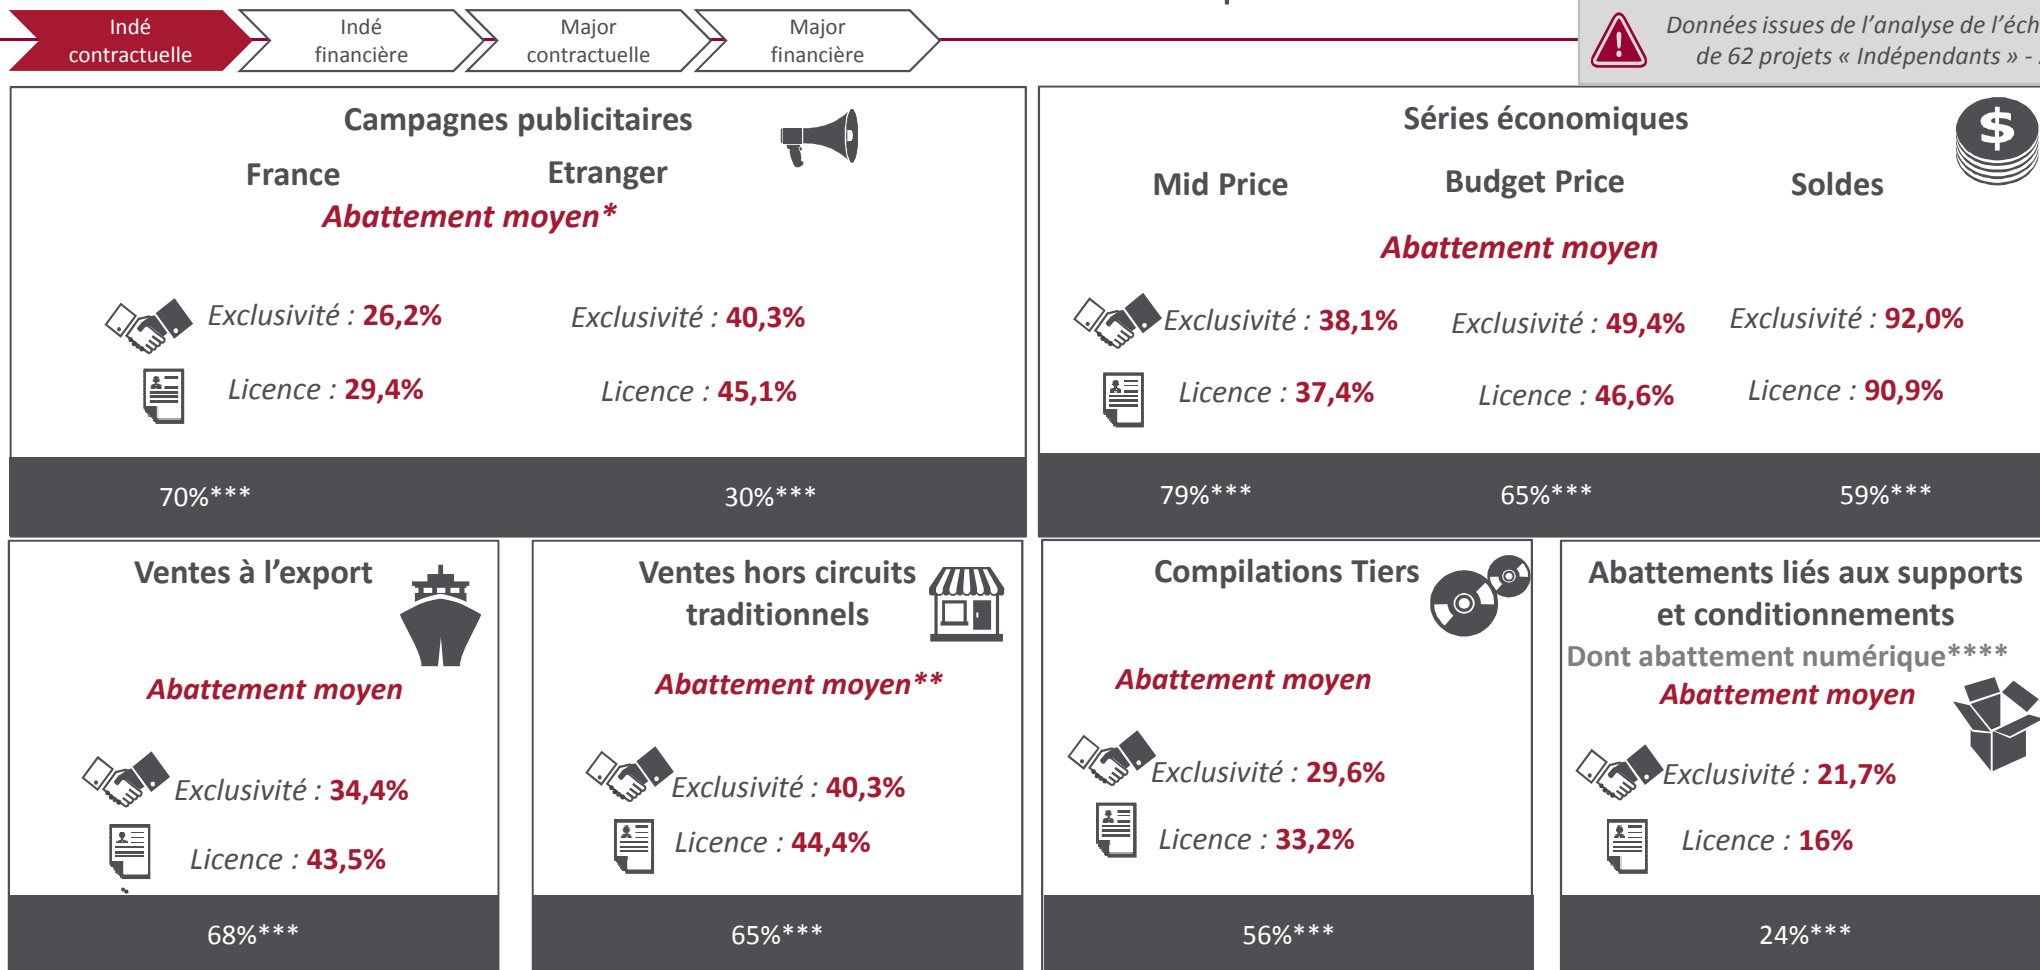 Indé
contractuelle
Indé
financière
Major
contractuelle
Major
financière
Données issues de l'analyse de
de 62 projets « Indépendants » -
Campagnes publicitaires
France
Etranger
Abattement moyen*
Exclusivité : 26,2%
Exclusivité : 40,3%
Licence : 29,4%
Licence : 45,1%
70%***
30%***
Séries économiques
$
Mid Price
Budget Price
Soldes
Abattement moyen
Exclusivité : 38,1%
Exclusivité : 49,4%
Exclusivité : 92,0%
Licence : 37,4%
Licence : 46,6%
Licence : 90,9%
79%***
65%***
59%***
Ventes à l'export
Abattement moyen
Exclusivité : 34,4%
Licence : 43,5%
68%***
Ventes hors circuits
traditionnels
Abattement moyen**
Exclusivité : 40,3%
Licence : 44,4%
65%***
Compilations Tiers
Abattement moyen
Exclusivité : 29,6%
Licence : 33,2%
56%***
Abattements liés aux supports
et conditionnements
Dont abattement numérique****
Abattement moyen
Exclusivité : 21,7%
Licence : 16%
24%***